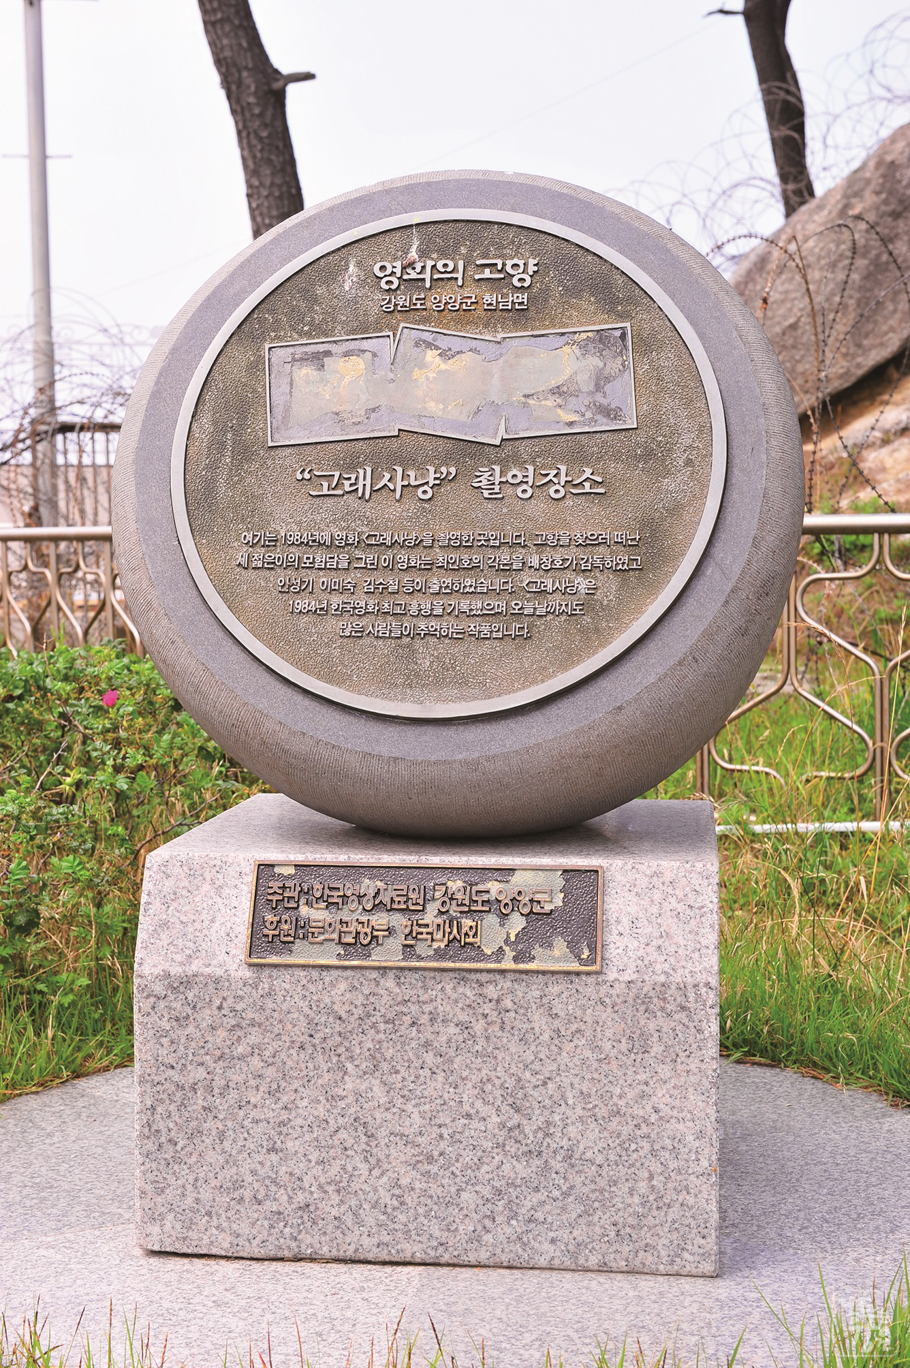 영화의 고향
강원도 양양군 현남면
“고래사냥” 촬영장소
여기는 1984년에 영화 <고래사냥>을 촬영한 곳입니다. 고향을 찾으러 떠난
세 젊은이의 모험담을 그린 이 영화는 최인호의 각본을 배창호가 감독하였고
안성기 이미숙 김수철 등이 출연하였습니다. <고래사냥>은
1984년 한국영화 최고 흥행을 기록했으며 오늘날까지도
많은 사람들이 추억하는 작품입니다.
주관 : 한국영상자료원 강원도 양양군
후원 : 문화관광부 한국마사회